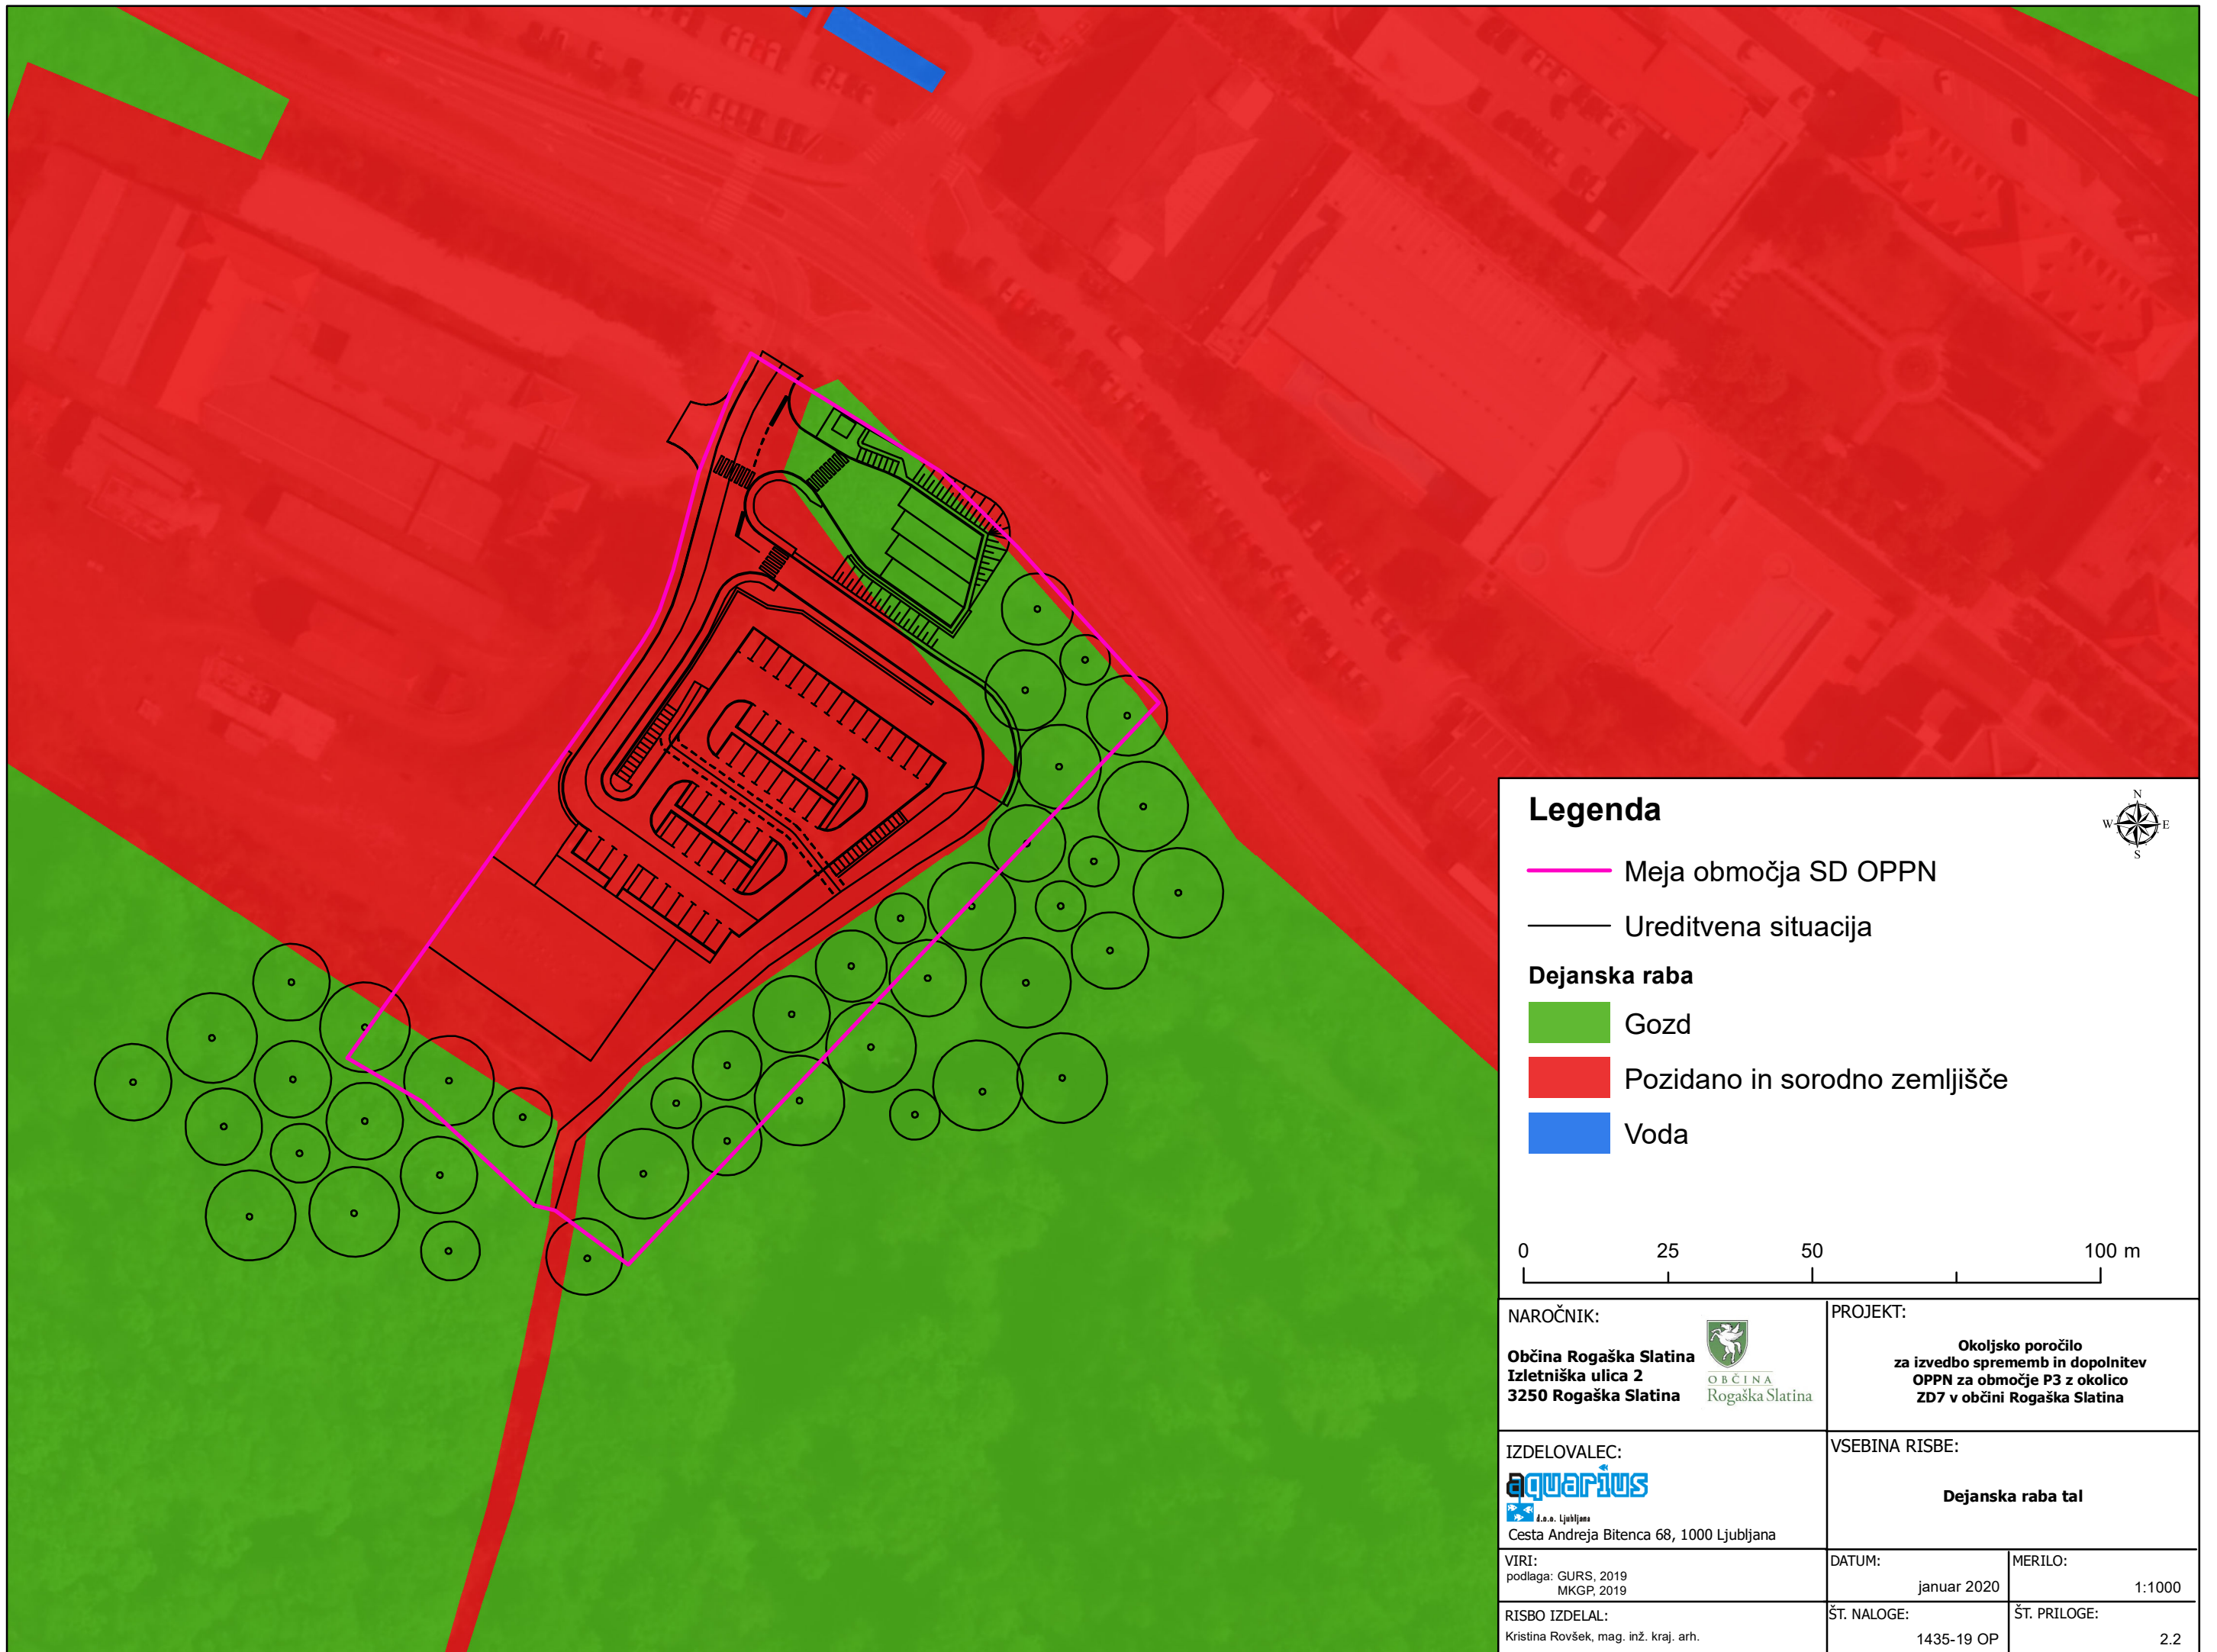 Legenda
N
W
E
S
Meja območja SD OPPN
Ureditvena situacija
Dejanska raba
Gozd
Pozidano in sorodno zemljišče
Voda
0 25 50 100 m
NAROČNIK:
Občina Rogaška Slatina
Izletniška ulica 2
3250 Rogaška Slatina
OBČINA
Rogaška Slatina
PROJEKT:
Okoljsko poročilo
za izvedbo sprememb in dopolnitev
OPPN za območje P3 z okolico
ZD7 v občini Rogaška Slatina
IZDELOVALEC:
aquarius
d.o.o. Ljubljana
Cesta Andreja Bitenca 68, 1000 Ljubljana
VSEBINA RISBE:
Dejanska raba tal
VIRI:
podlaga: GURS, 2019
MKGP, 2019
DATUM:
januar 2020
MERILO:
1:1000
RISBO IZDELAL:
Kristina Rovšek, mag. inž. kraj. arh.
ŠT. NALOGE:
1435-19 OP
ŠT. PRILOGE:
2.2